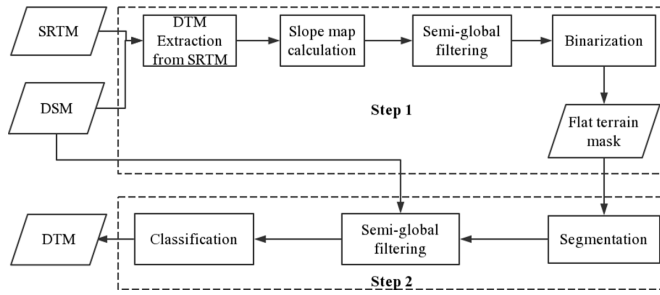 SRTM
DTM
Extraction
from SRTM
Slope map
calculation
Semi-global
filtering
Binarization
DSM
Step 1
Flat terrain
mask
DTM
Classification
Semi-global
filtering
Segmentation
Step 2